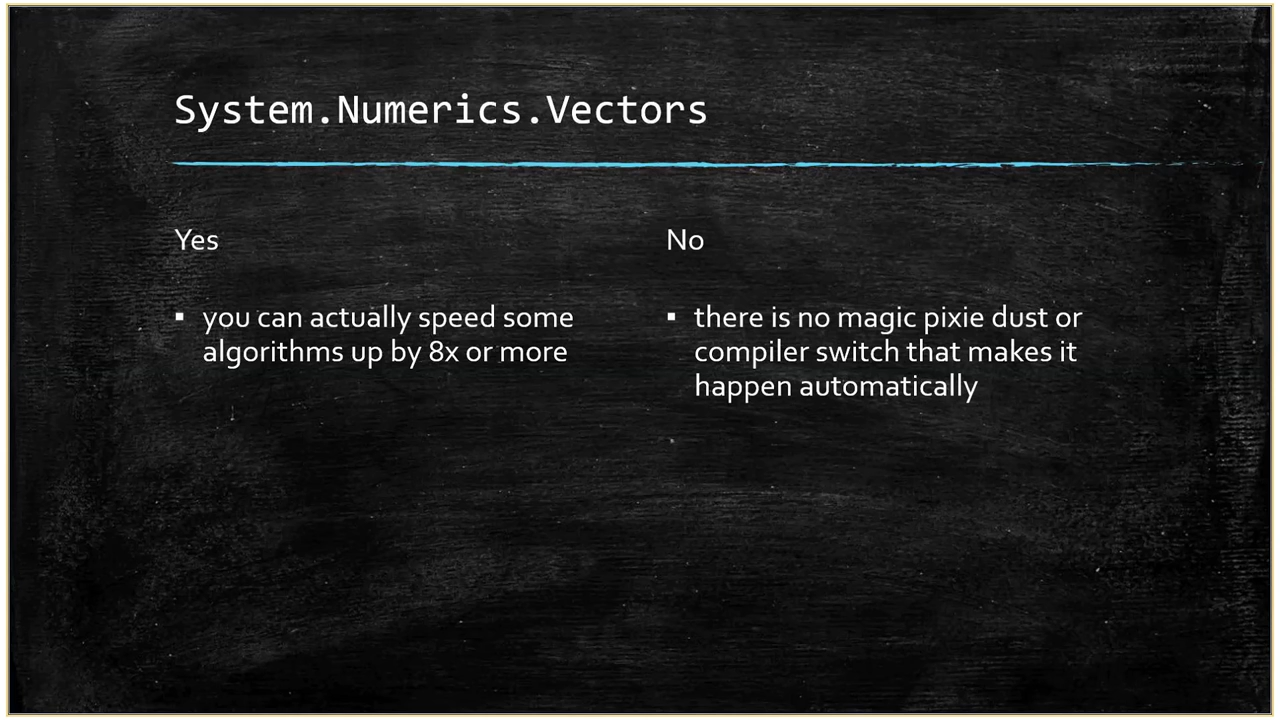 System.Numerics.Vectors
Yes
▪ you can actually speed some
algorithms up by 8x or more
No
▪ there is no magic pixie dust or
compiler switch that makes it
happen automatically